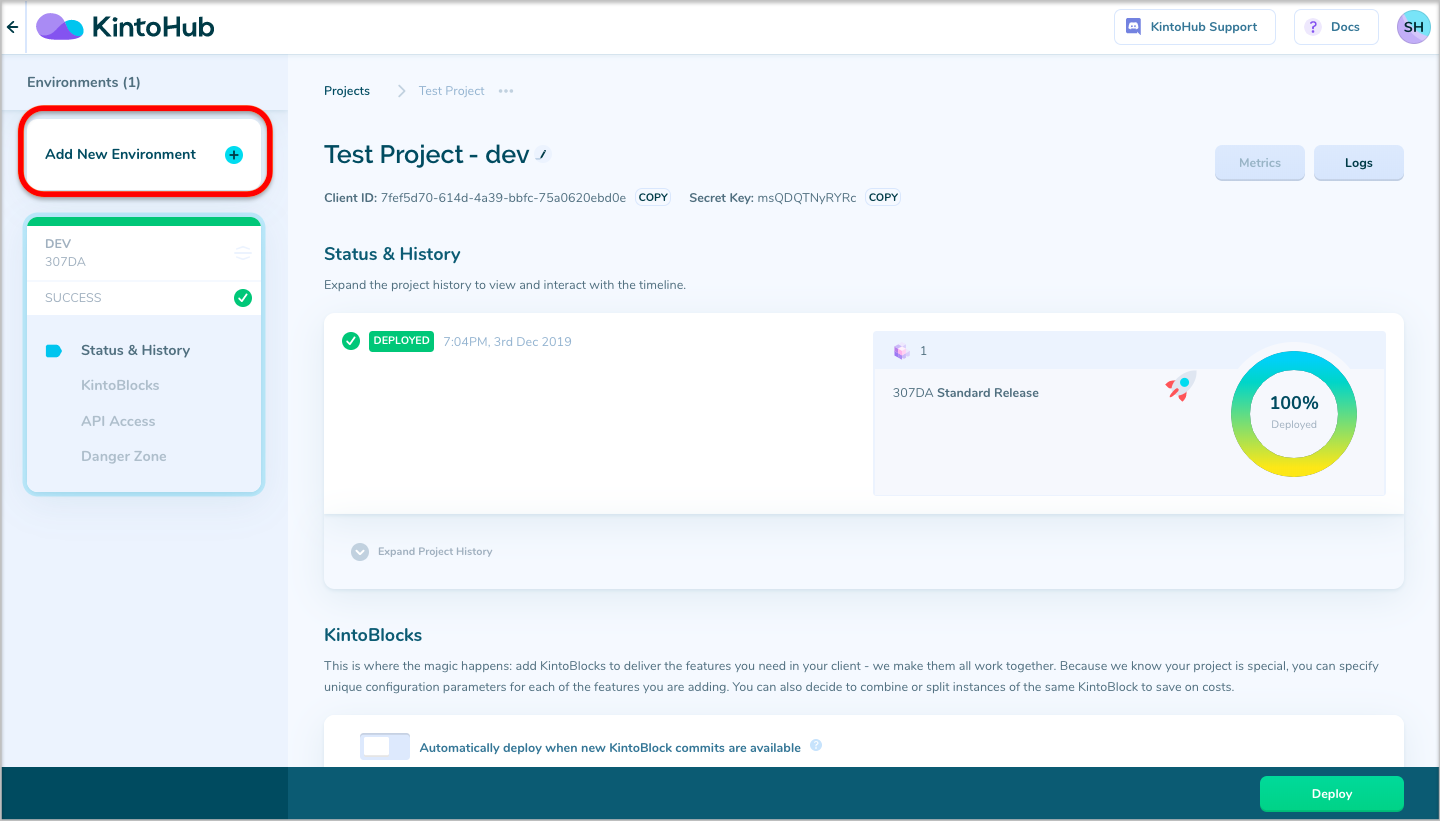 KintoHub
KintoHub Support
? Docs
SH
Environments (1)
Add New Environment
DEV
307DA
SUCCESS
Status & History
KintoBlocks
API Access
Danger Zone
Projects
Test Project
Test Project - dev
Metrics
Logs
Client ID: 7fef5d70-614d-4a39-bbfc-75a0620ebd0e COPY Secret Key: msQDQTNyRYRc COPY
Status & History
Expand the project history to view and interact with the timeline.
DEPLOYED 7:04PM, 3rd Dec 2019
1
307DA Standard Release
100%
Deployed
Expand Project History
KintoBlocks
This is where the magic happens: add KintoBlocks to deliver the features you need in your client - we make them all work together. Because we know your project is special, you can specify
unique configuration parameters for each of the features you are adding. You can also decide to combine or split instances of the same KintoBlock to save on costs.
Automatically deploy when new KintoBlock commits are available ?
Deploy